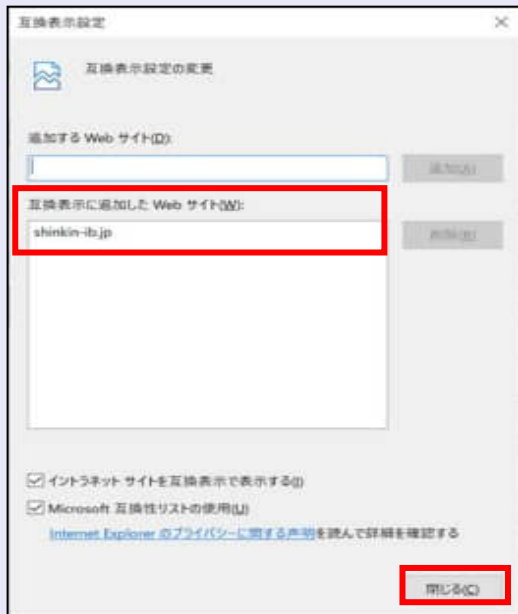 互換表示設定
互換表示設定の変更
追加する Web サイト(D):
追加(A)
互換表示に追加した Web サイト(W):
shinkin-ib.jp
削除(R)
イントラネット サイトを互換表示で表示する(I)
Microsoft 互換性リストの使用(U)
Internet Explorer のプライバシーに関する声明を読んで詳細を確認する
閉じる(C)